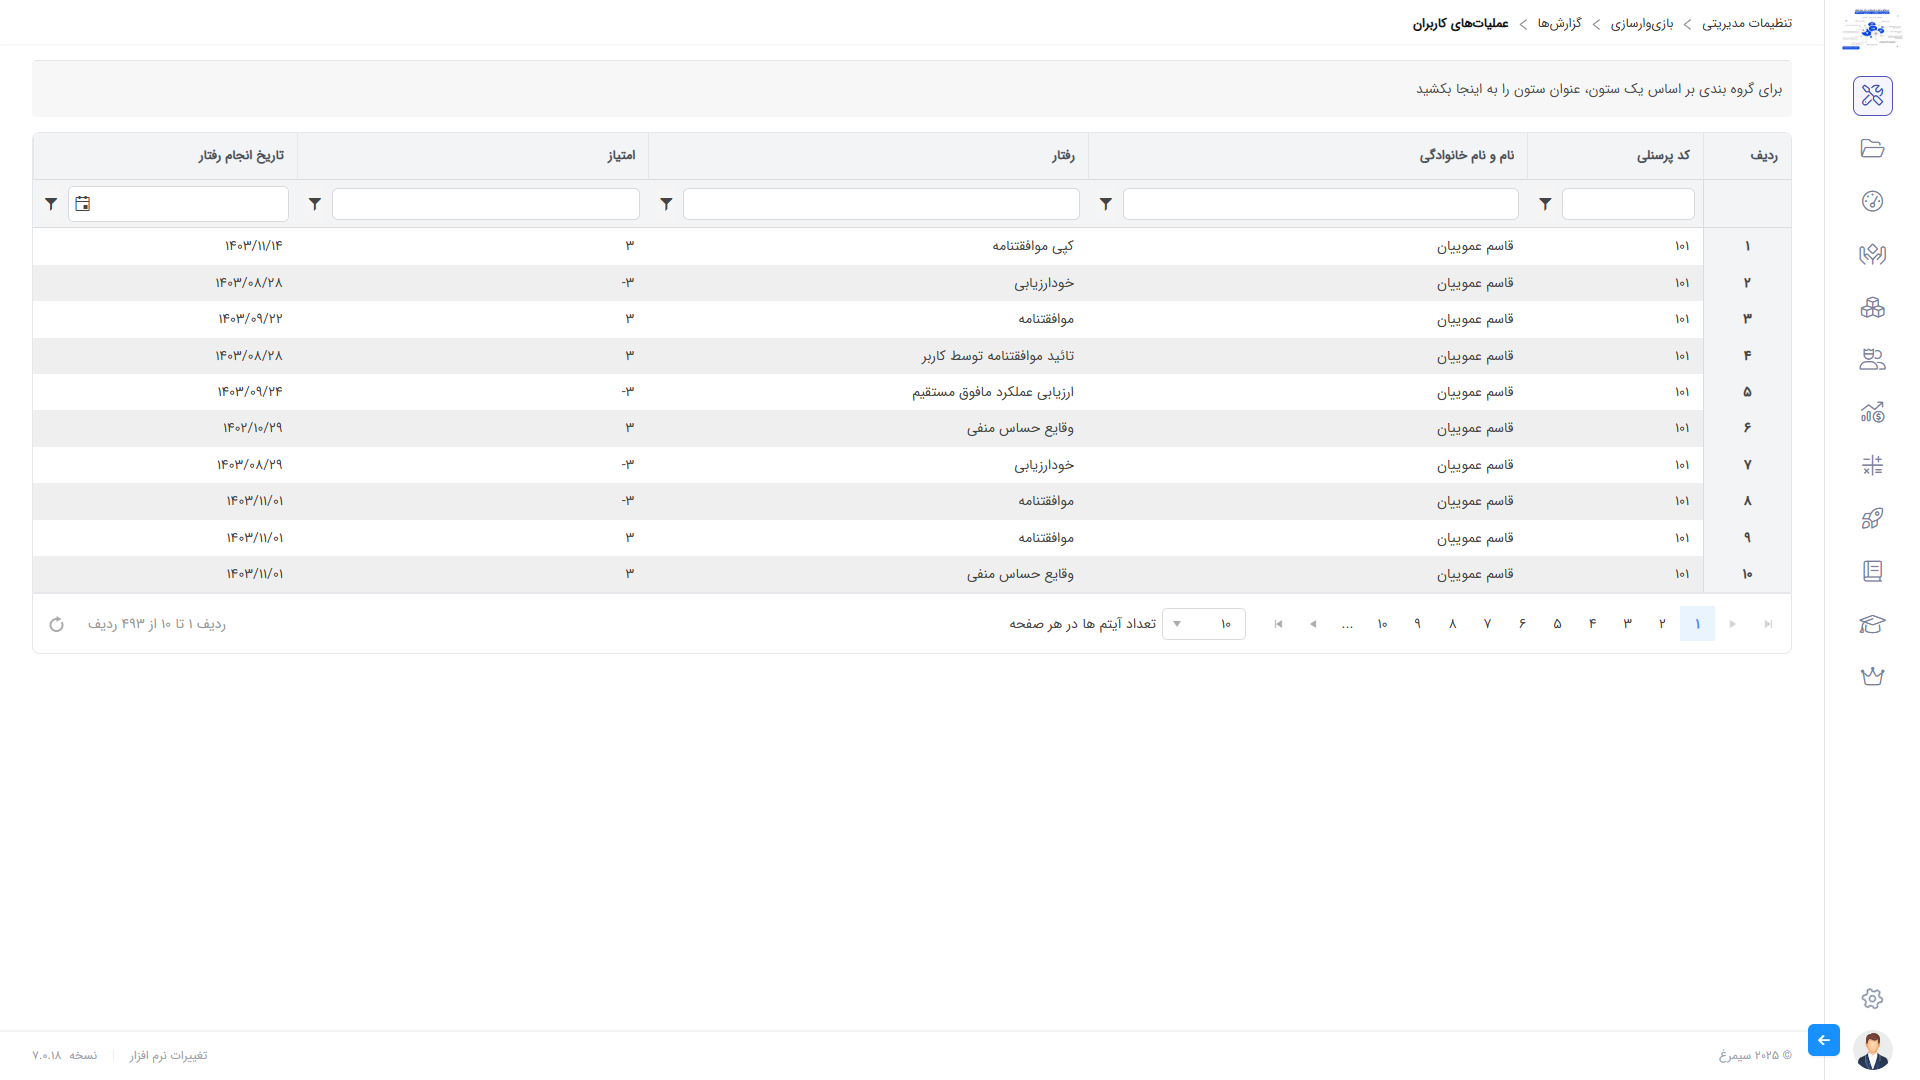 تنظیمات مدیریتی > بازی‌وارسازی > گزارش‌ها > عملیات‌های کاربران
برای گروه بندی بر اساس یک ستون، عنوان ستون را به اینجا بکشید
ردیف کد پرسنلی نام و نام خانوادگی رفتار امتیاز تاریخ انجام رفتار
۱ ۱۰۱ قاسم عموییان کپی موافقتنامه ۳ ۱۴۰۳/۱۱/۱۴
۲ ۱۰۱ قاسم عموییان خودارزیابی -۳ ۱۴۰۳/۰۸/۲۸
۳ ۱۰۱ قاسم عموییان موافقتنامه ۳ ۱۴۰۳/۰۹/۲۲
۴ ۱۰۱ قاسم عموییان تائید موافقتنامه توسط کاربر ۳ ۱۴۰۳/۰۸/۲۸
۵ ۱۰۱ قاسم عموییان ارزیابی عملکرد مافوق مستقیم -۳ ۱۴۰۳/۰۹/۲۴
۶ ۱۰۱ قاسم عموییان وقایع حساس منفی ۳ ۱۴۰۲/۱۰/۲۹
۷ ۱۰۱ قاسم عموییان خودارزیابی -۳ ۱۴۰۳/۰۸/۲۹
۸ ۱۰۱ قاسم عموییان موافقتنامه -۳ ۱۴۰۳/۱۱/۰۱
۹ ۱۰۱ قاسم عموییان موافقتنامه ۳ ۱۴۰۳/۱۱/۰۱
۱۰ ۱۰۱ قاسم عموییان وقایع حساس منفی ۳ ۱۴۰۳/۱۱/۰۱
۱ ۲ ۳ ۴ ۵ ۶ ۷ ۸ ۹ ۱۰ ... ۱۰ تعداد آیتم ها در هر صفحه ردیف ۱ تا ۱۰ از ۴۹۳ ردیف
© ۲۰۲۵ سیمرغ تغییرات نرم افزار نسخه ۷.۰.۱۸